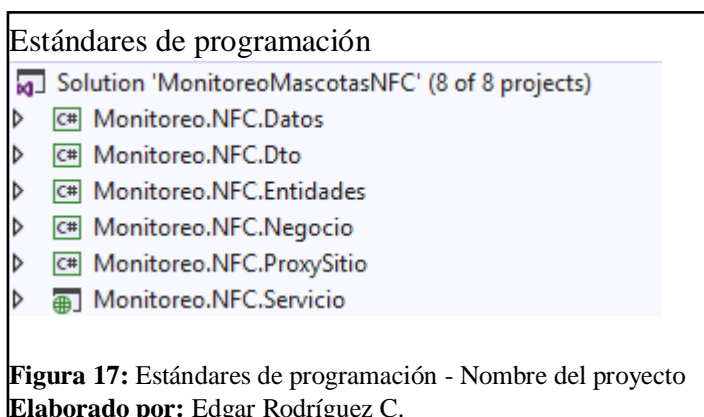 Estándares de programación
Solution 'MonitoreoMascotasNFC' (8 of 8 projects)
C# Monitoreo.NFC.Datos
C# Monitoreo.NFC.Dto
C# Monitoreo.NFC.Entidades
C# Monitoreo.NFC.Negocio
C# Monitoreo.NFC.ProxySitio
Monitoreo.NFC.Servicio
Figura 17: Estándares de programación - Nombre del proyecto
Elaborado por: Edgar Rodríguez C.